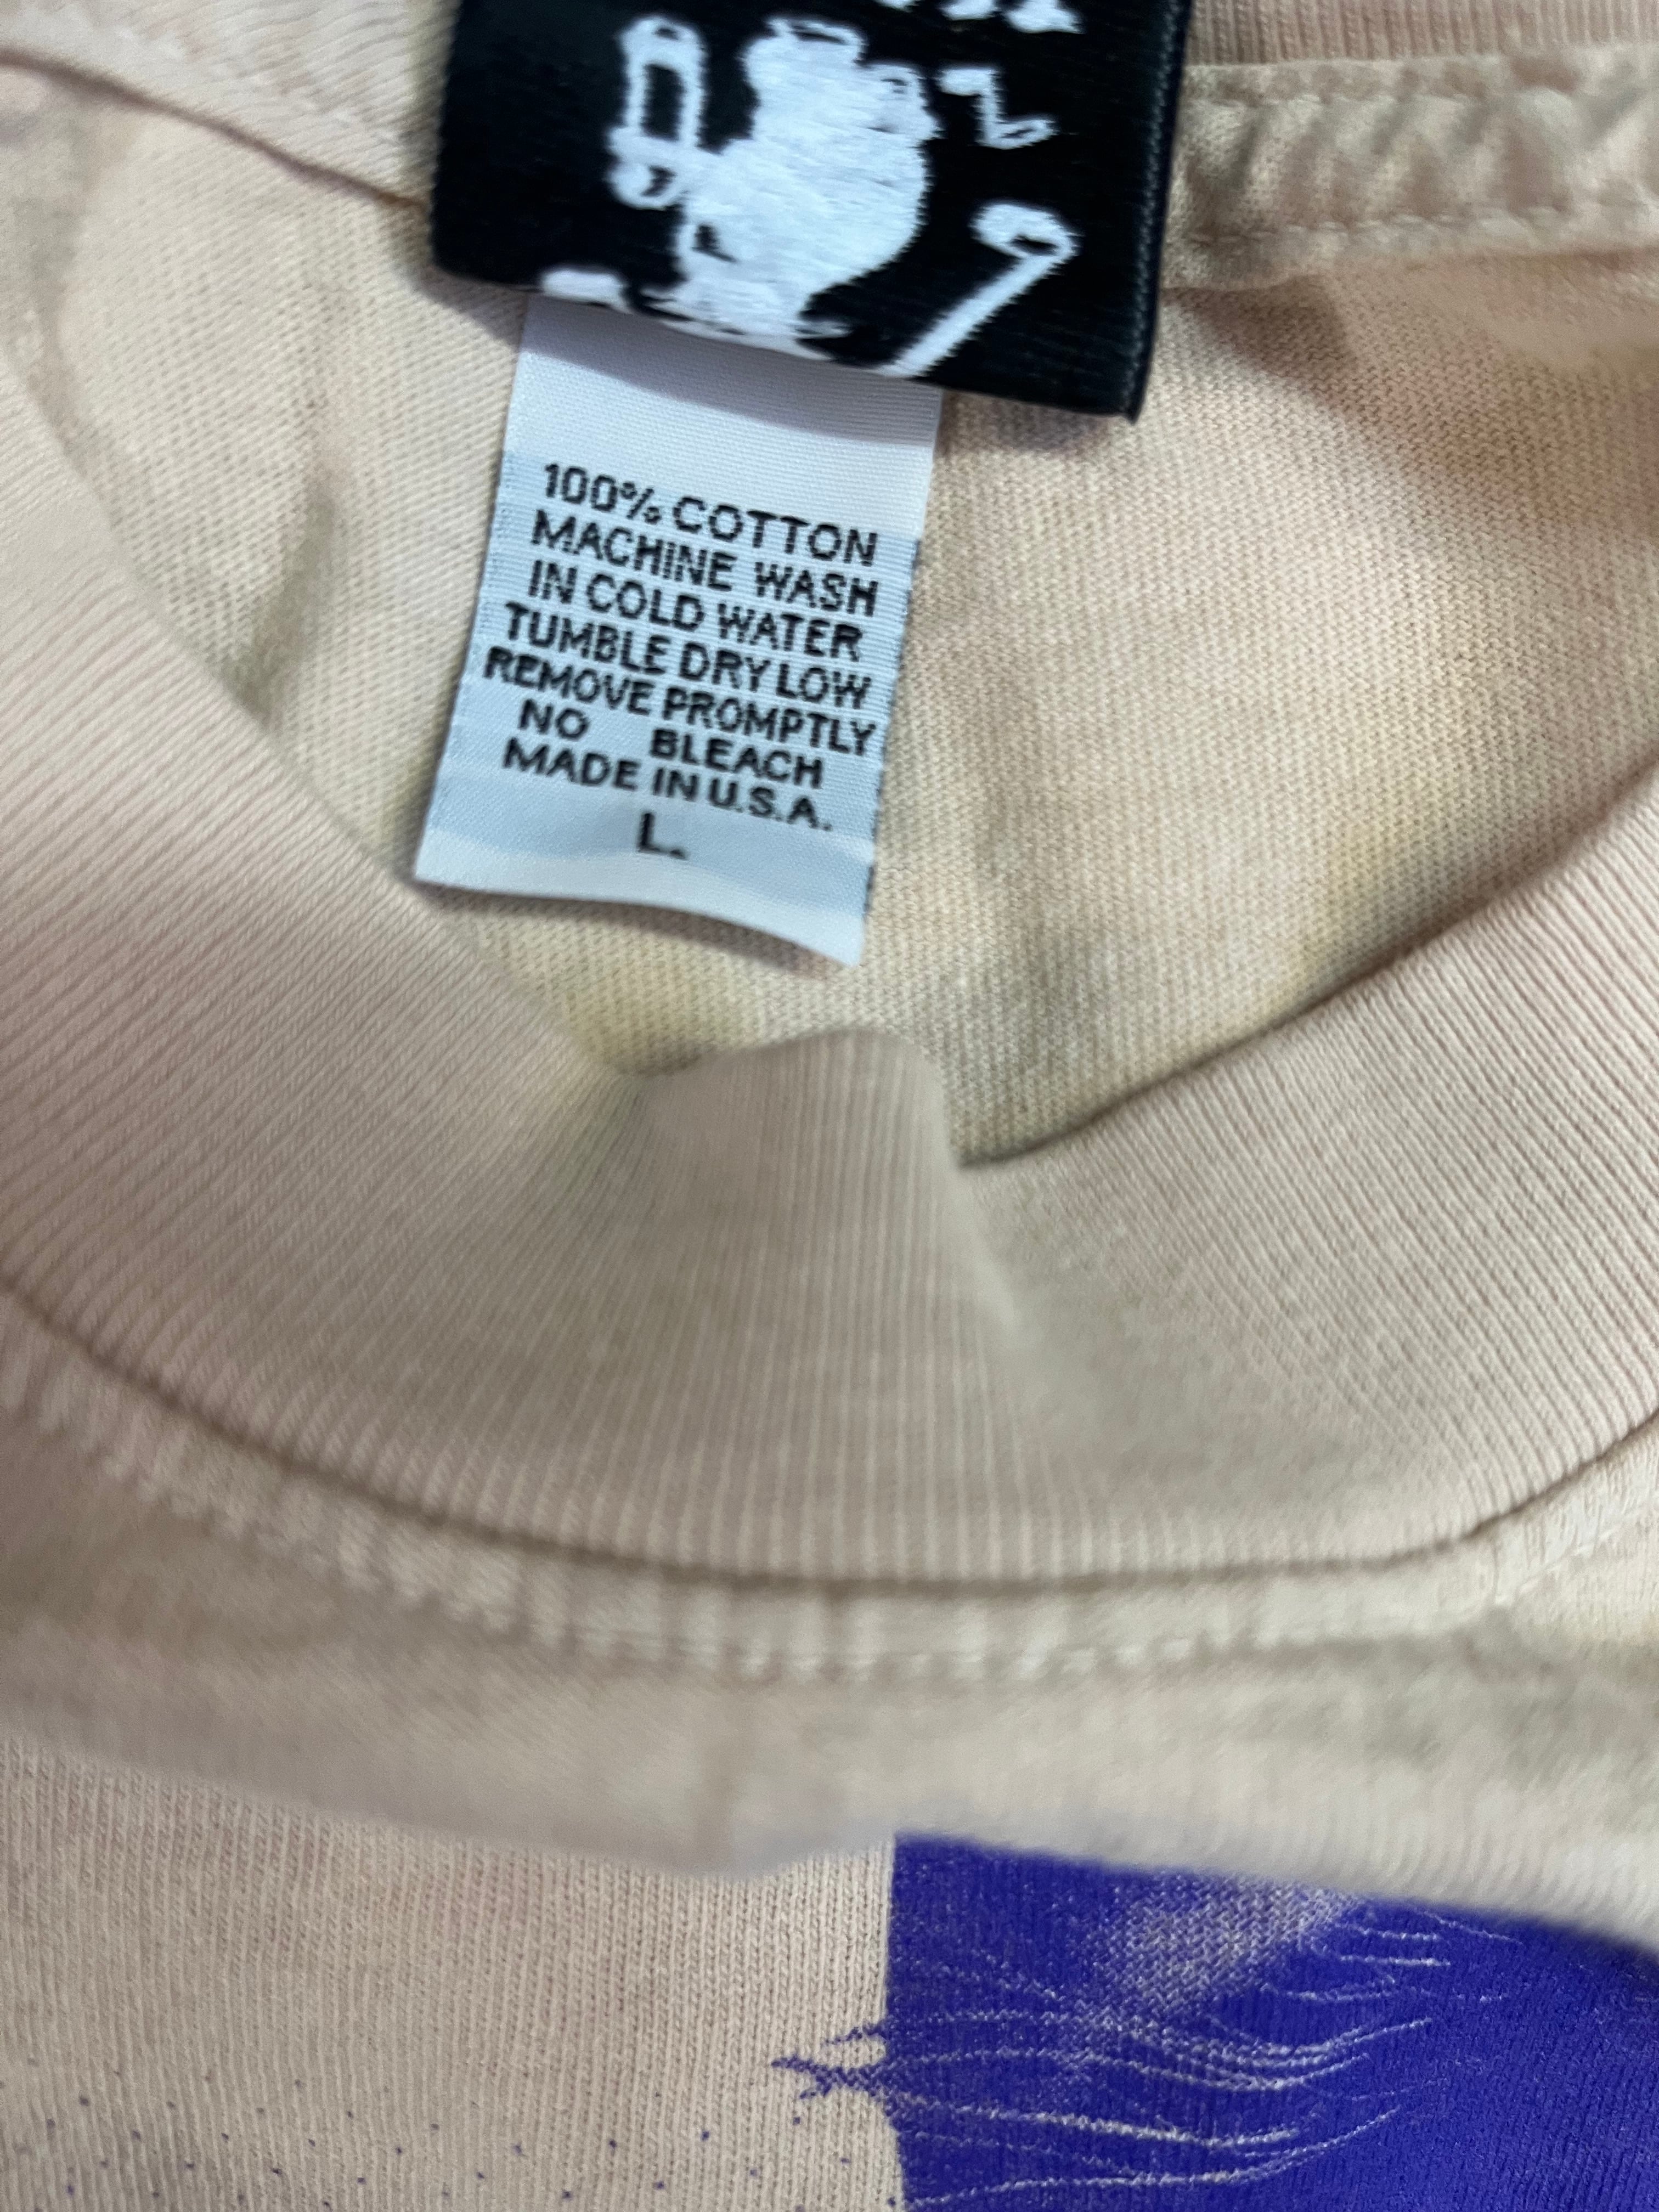 100% COTTON
MACHINE WASH
IN COLD WATER
TUMBLE DRY LOW
REMOVE PROMPTLY
NO BLEACH
MADE IN U.S.A.
L.